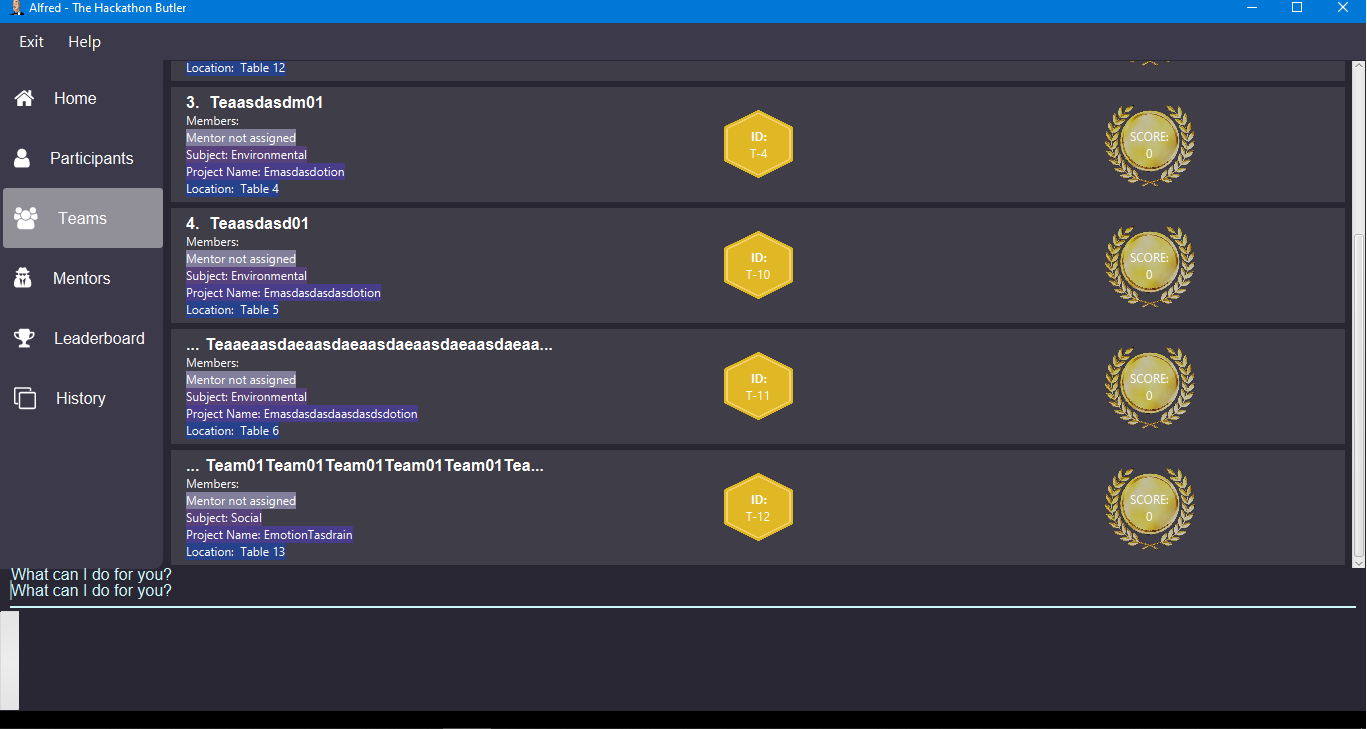 Alfred - The Hackathon Butler
Exit Help
Home
Participants
Teams
Mentors
Leaderboard
History
Location: Table 12
3. Teaasdasdm01
Members:
Mentor not assigned
Subject: Environmental
Project Name: Emasdasdotion
Location: Table 4
ID:
T-4
SCORE:
0
4. Teaasdasd01
Members:
Mentor not assigned
Subject: Environmental
Project Name: Emasdasdasdasdotion
Location: Table 5
ID:
T-10
SCORE:
0
... Teaaeaasdaeaasdaeaasdaeaasdaeaasdaeaa...
Members:
Mentor not assigned
Subject: Environmental
Project Name: Emasdasdasdaasdasdsdotion
Location: Table 6
ID:
T-11
SCORE:
0
... Team01Team01Team01Team01Team01Tea...
Members:
Mentor not assigned
Subject: Social
Project Name: EmotionTasdrain
Location: Table 13
ID:
T-12
SCORE:
0
What can I do for you?
What can I do for you?